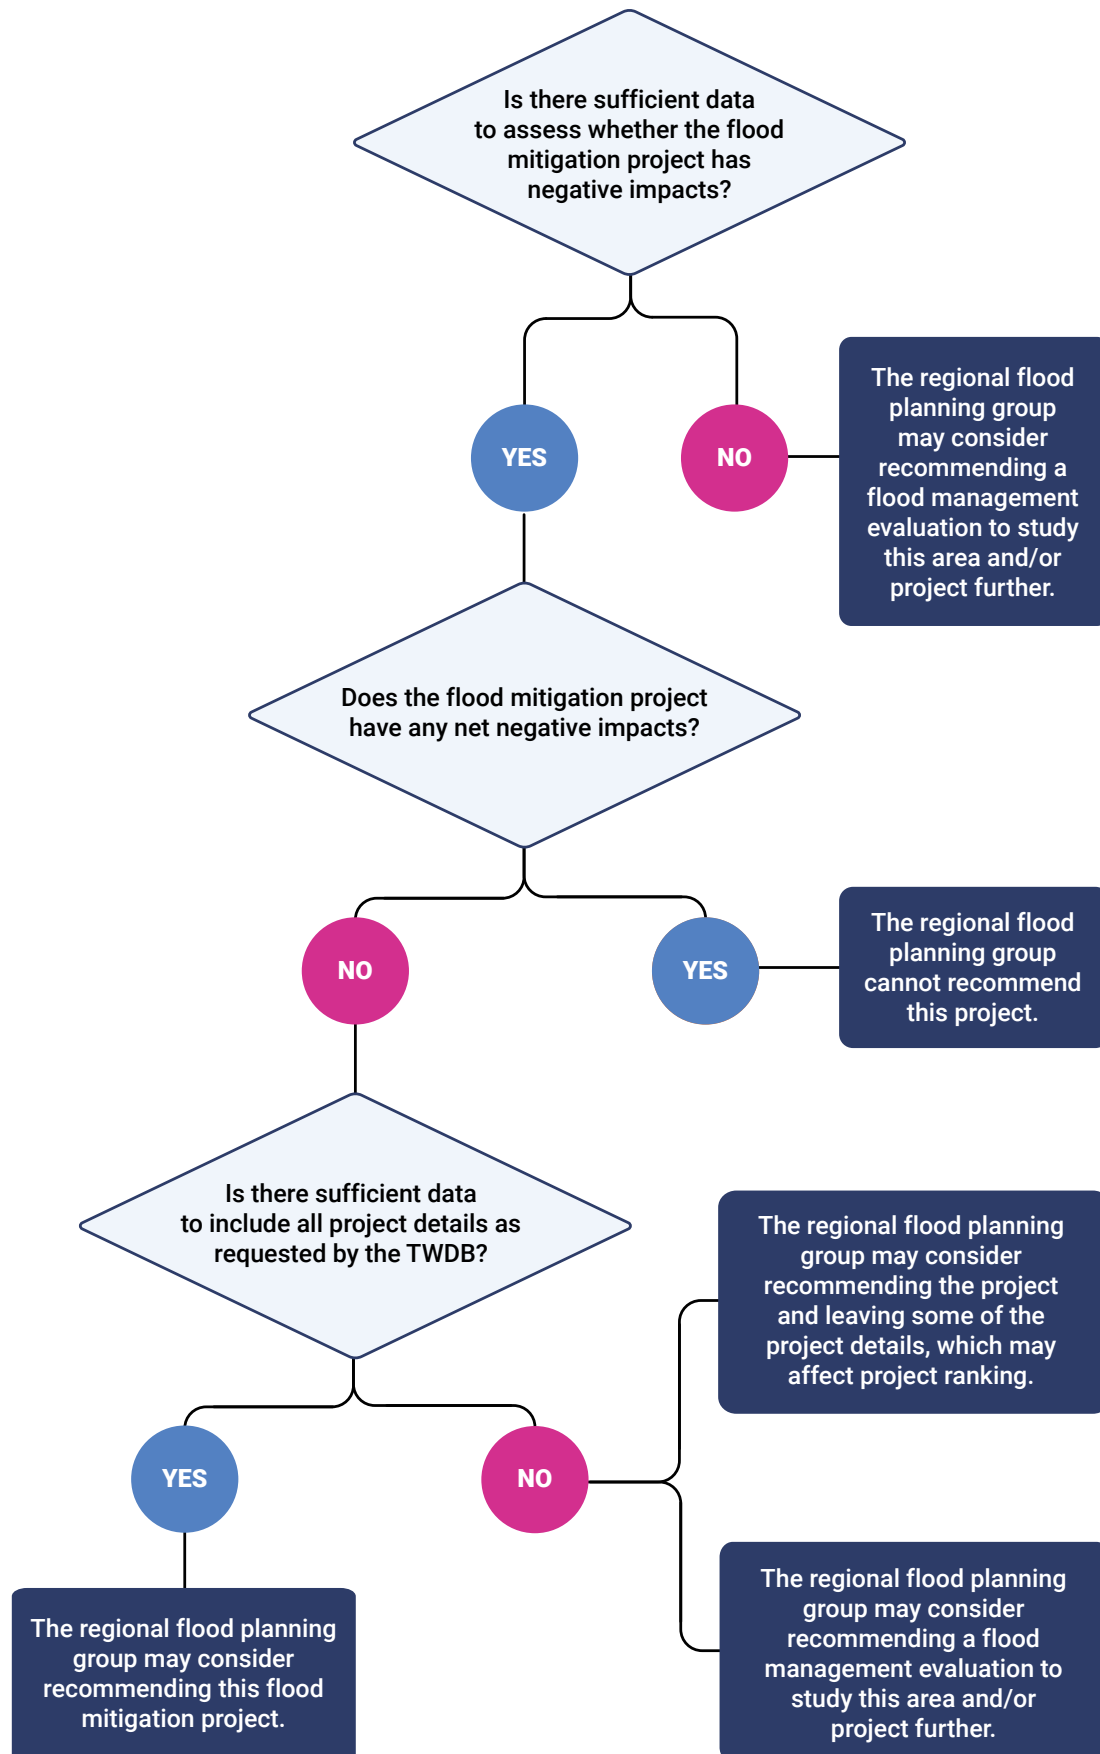 Is there sufficient data
to assess whether the flood
mitigation project has
negative impacts?
YES
NO
The regional flood
planning group
may consider
recommending a
flood management
evaluation to study
this area and/or
project further.
Does the flood mitigation project
have any net negative impacts?
NO
YES
The regional flood
planning group
cannot recommend
this project.
Is there sufficient data
to include all project details as
requested by the TWDB?
YES
NO
The regional flood planning
group may consider
recommending the project
and leaving some of the
project details, which may
affect project ranking.
The regional flood planning
group may consider
recommending a flood
management evaluation to
study this area and/or
project further.
The regional flood planning
group may consider
recommending this flood
mitigation project.